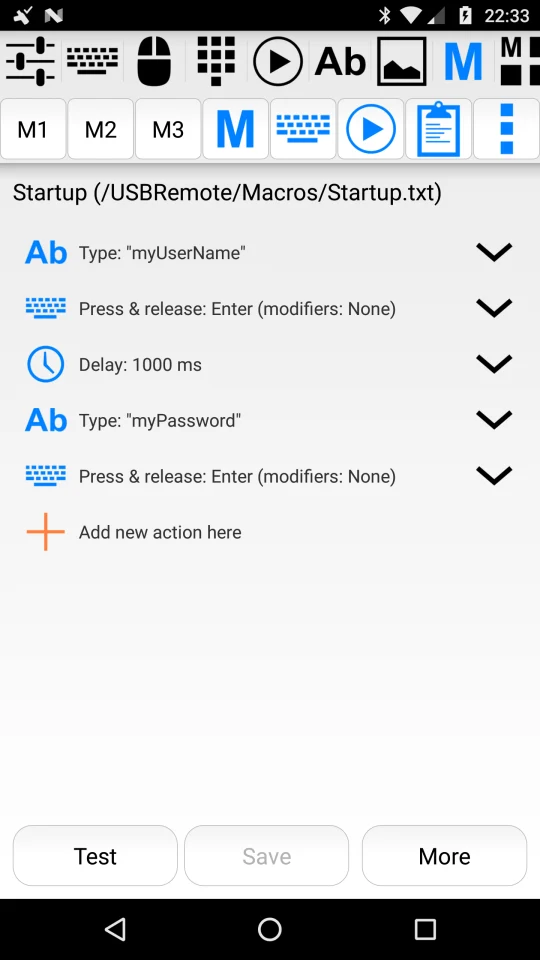 22:33
Ab
M
M
M1
M2
M3
M
Startup (/USBRemote/Macros/Startup.txt)
Ab Type: "myUserName"
Press & release: Enter (modifiers: None)
Delay: 1000 ms
Ab Type: "myPassword"
Press & release: Enter (modifiers: None)
Add new action here
Test
Save
More